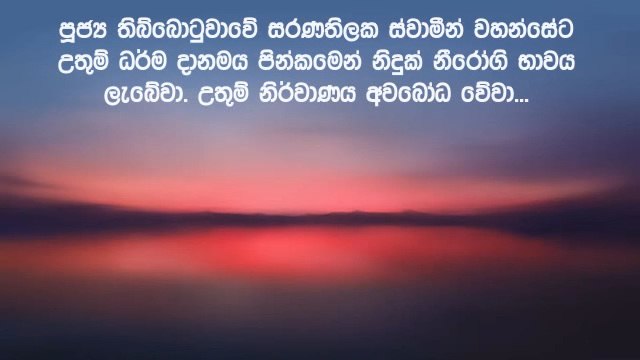 පූජ්‍ය තිබ්බොටුවාවේ සරණතිලක ස්වාමීන් වහන්සේට
උතුම් ධර්ම දානමය පින්කමෙන් නිදුක් නීරෝගි භාවය
ලැබේවා. උතුම් නිර්වාණය අවබෝධ වේවා...